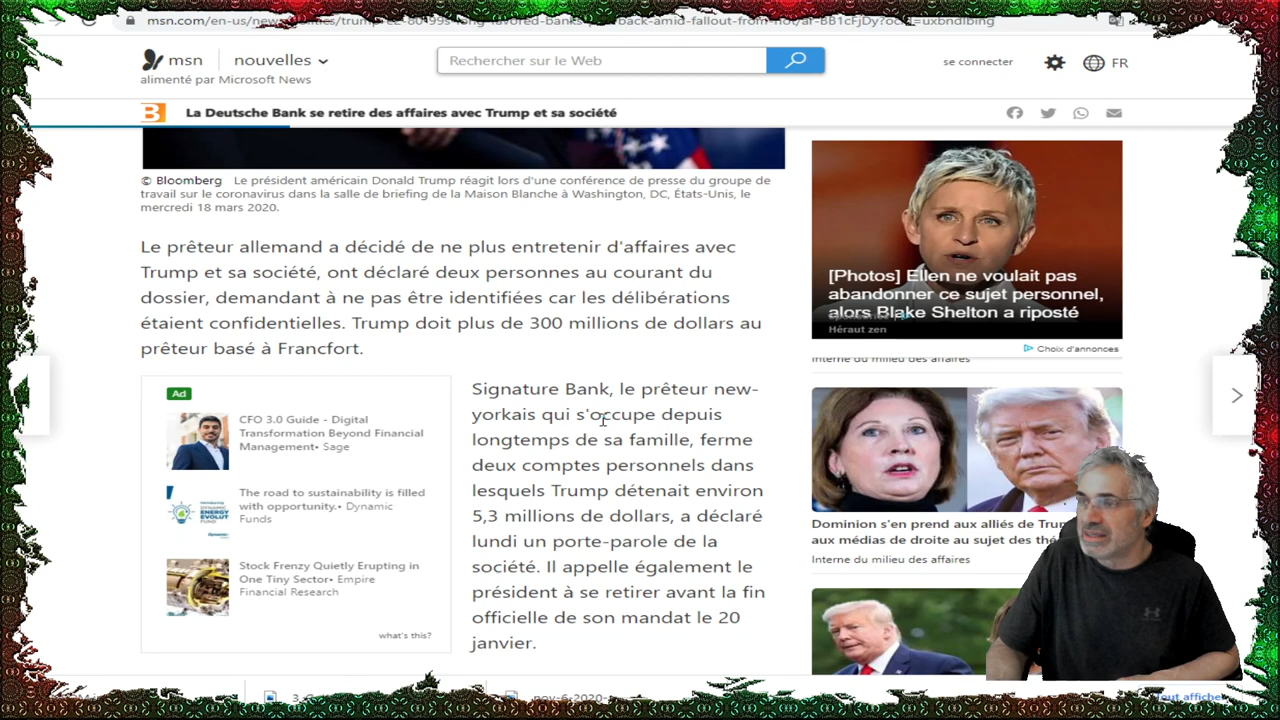 msn.com/en-us/news/politics/trump
msn
nouvelles
Rechercher sur le Web
se connecter
FR
alimenté par Microsoft News
B
La Deutsche Bank se retire des affaires avec Trump et sa société
© Bloomberg Le président américain Donald Trump réagit lors d'une conférence de presse du groupe de
travail sur le coronavirus dans la salle de briefing de la Maison Blanche à Washington, DC, États-Unis, le
mercredi 18 mars 2020.
Le prêteur allemand a décidé de ne plus entretenir d'affaires avec
Trump et sa société, ont déclaré deux personnes au courant du
dossier, demandant à ne pas être identifiées car les délibérations
étaient confidentielles. Trump doit plus de 300 millions de dollars au
prêteur basé à Francfort.
Ad
CFO 3.0 Guide - Digital
Transformation Beyond Financial
Management• Sage
The road to sustainability is filled
with opportunity.• Dynamic
Funds
Stock Frenzy Quietly Erupting in
One Tiny Sector• Empire
Financial Research
what's this?
Signature Bank, le prêteur new-
yorkais qui s'occupe depuis
longtemps de sa famille, ferme
deux comptes personnels dans
lesquels Trump détenait environ
5,3 millions de dollars, a déclaré
lundi un porte-parole de la
société. Il appelle également le
président à se retirer avant la fin
officielle de son mandat le 20
janvier.
[Photos] Ellen ne voulait pas
abandonner ce sujet personnel,
alors Blake Shelton a riposté
Héraut zen
Choix d'annonces
Interne du milieu des affaires
Dominion s'en prend aux alliés de
aux médias de droite au sujet des
Interne du milieu des affaires
nov-6-2020
Tout affiche